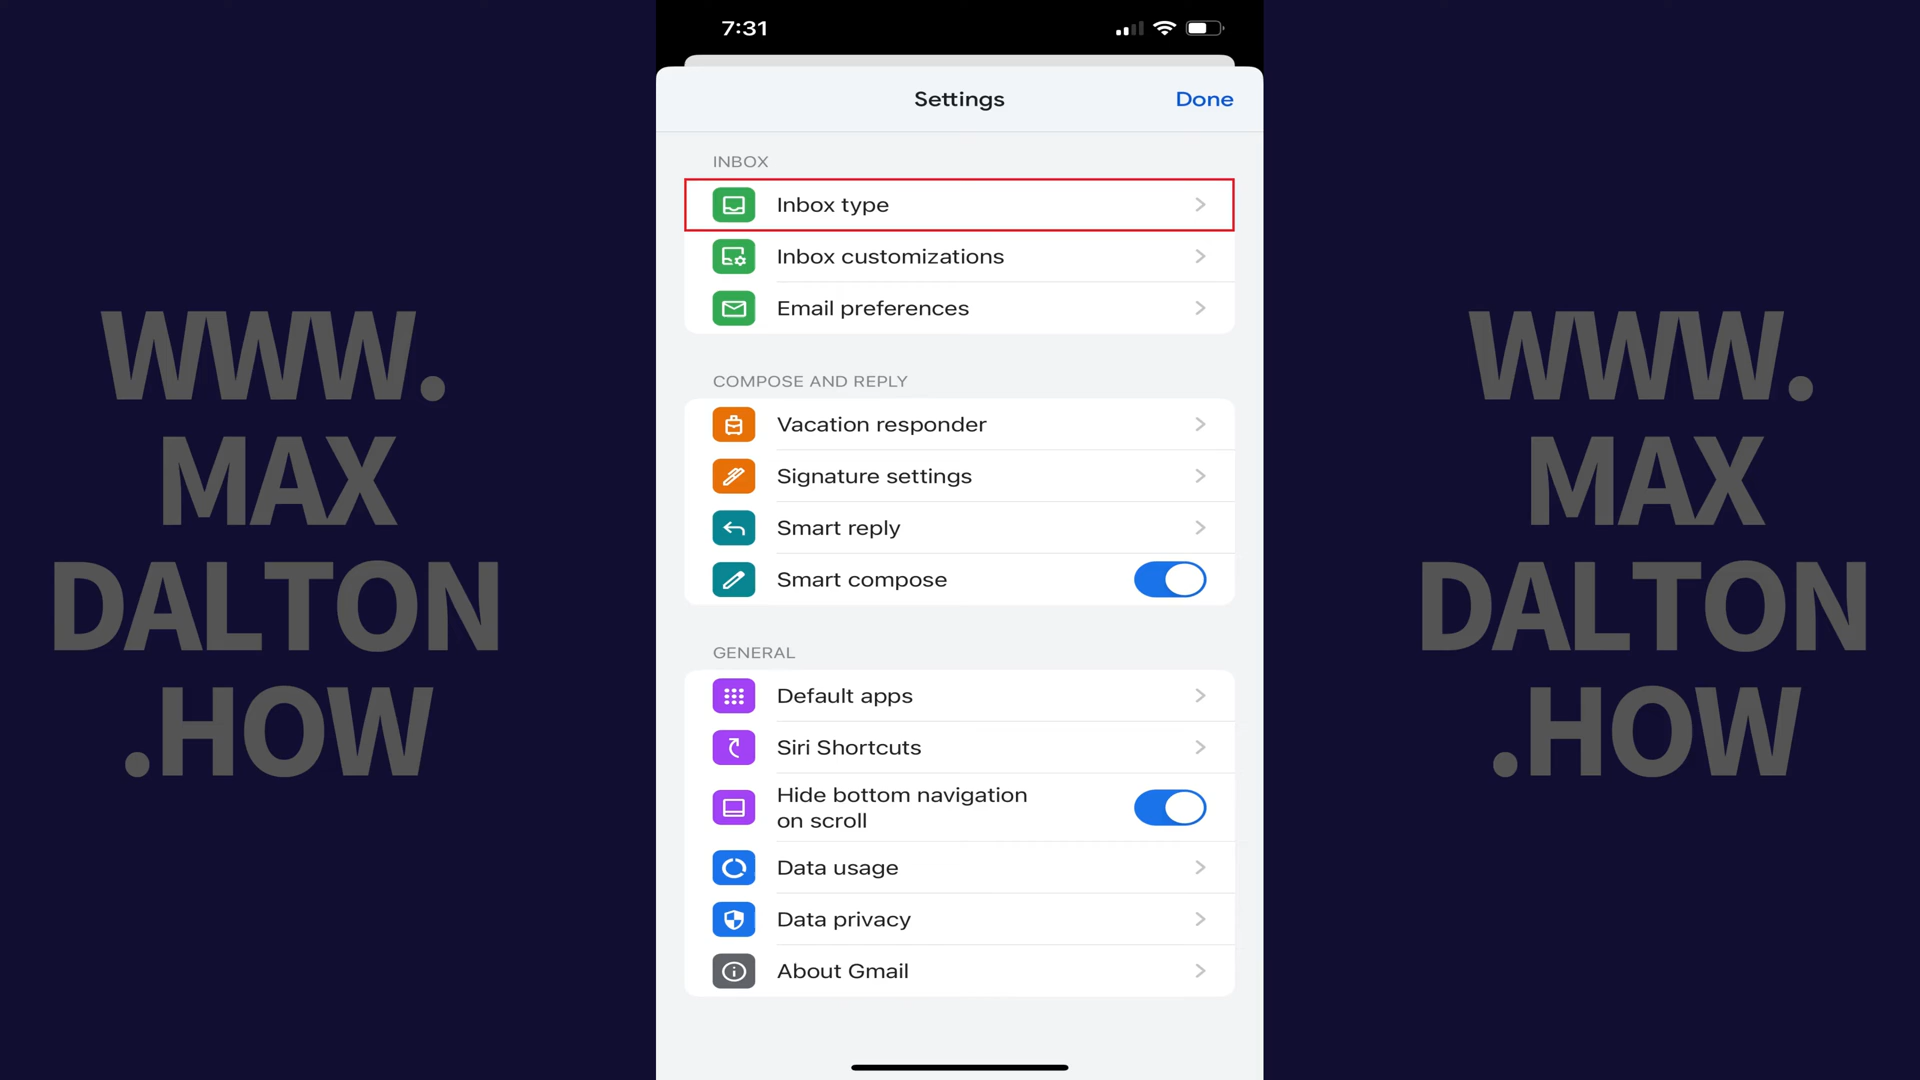 7:31
Settings
Done
INBOX
Inbox type
Inbox customizations
Email preferences
COMPOSE AND REPLY
Vacation responder
Signature settings
Smart reply
Smart compose
GENERAL
Default apps
Siri Shortcuts
Hide bottom navigation
on scroll
Data usage
Data privacy
About Gmail
WWW.
MAX
DALTON
.HOW
WWW.
MAX
DALTON
.HOW